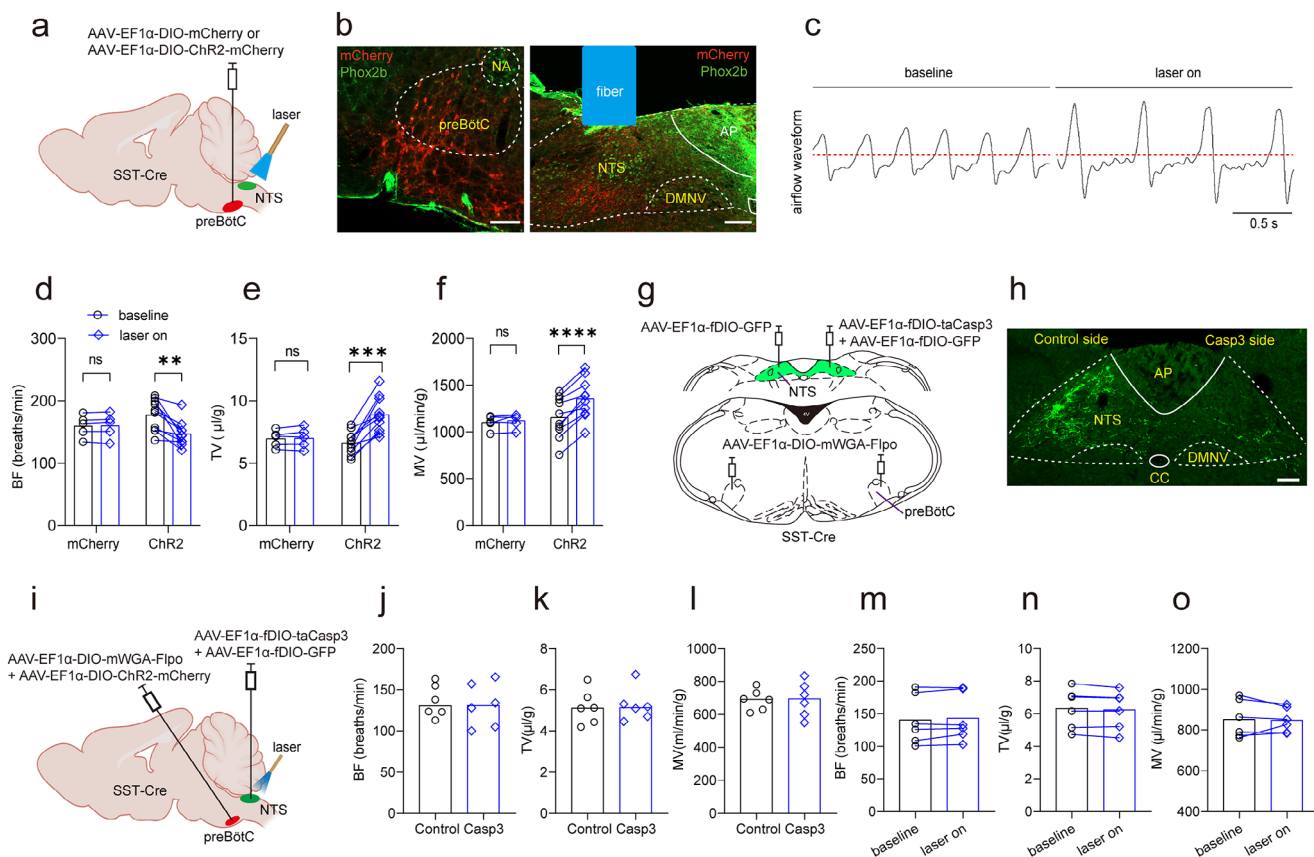 a
AAV-EF1α-DIO-mCherry or
AAV-EF1α-DIO-ChR2-mCherry
laser
SST-Cre
NTS
preBötC
b
mCherry
Phox2b
NA
preBötC
fiber
mCherry
Phox2b
AP
NTS
DMNV
c
baseline
laser on
airflow waveform
0.5 s
d
baseline
laser on
300
200
100
0
BF (breaths/min)
ns
**
mCherry
ChR2
e
15
10
5
0
TV ( μl/g)
ns
***
mCherry
ChR2
f
2000
1500
1000
500
0
MV (μl/min/g)
ns
****
mCherry
ChR2
g
AAV-EF1α-fDIO-GFP
AAV-EF1α-fDIO-taCasp3
+ AAV-EF1α-fDIO-GFP
NTS
4V
AAV-EF1α-DIO-mWGA-Flpo
preBötC
SST-Cre
h
Control side
Casp3 side
AP
NTS
DMNV
CC
i
AAV-EF1α-fDIO-taCasp3
+ AAV-EF1α-fDIO-GFP
AAV-EF1α-DIO-mWGA-Flpo
+ AAV-EF1α-DIO-ChR2-mCherry
laser
SST-Cre
NTS
preBötC
j
200
150
100
50
0
BF (breaths/min)
Control Casp3
k
8
6
4
2
0
TV(μl/g)
Control Casp3
l
1000
800
600
400
200
0
MV(ml/min/g)
Control Casp3
m
250
200
150
100
50
0
BF (breaths/min)
baseline
laser on
n
10
8
6
4
2
0
TV(μl/g)
baseline
laser on
o
1200
1000
800
600
400
MV (μl/min/g)
baseline
laser on